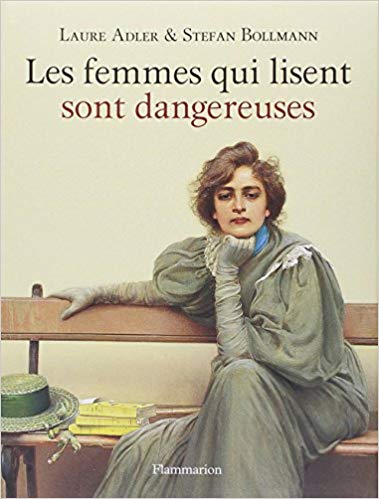 LAURE ADLER & STEFAN BOLLMANN
Les femmes qui lisent
sont dangereuses
Flammarion